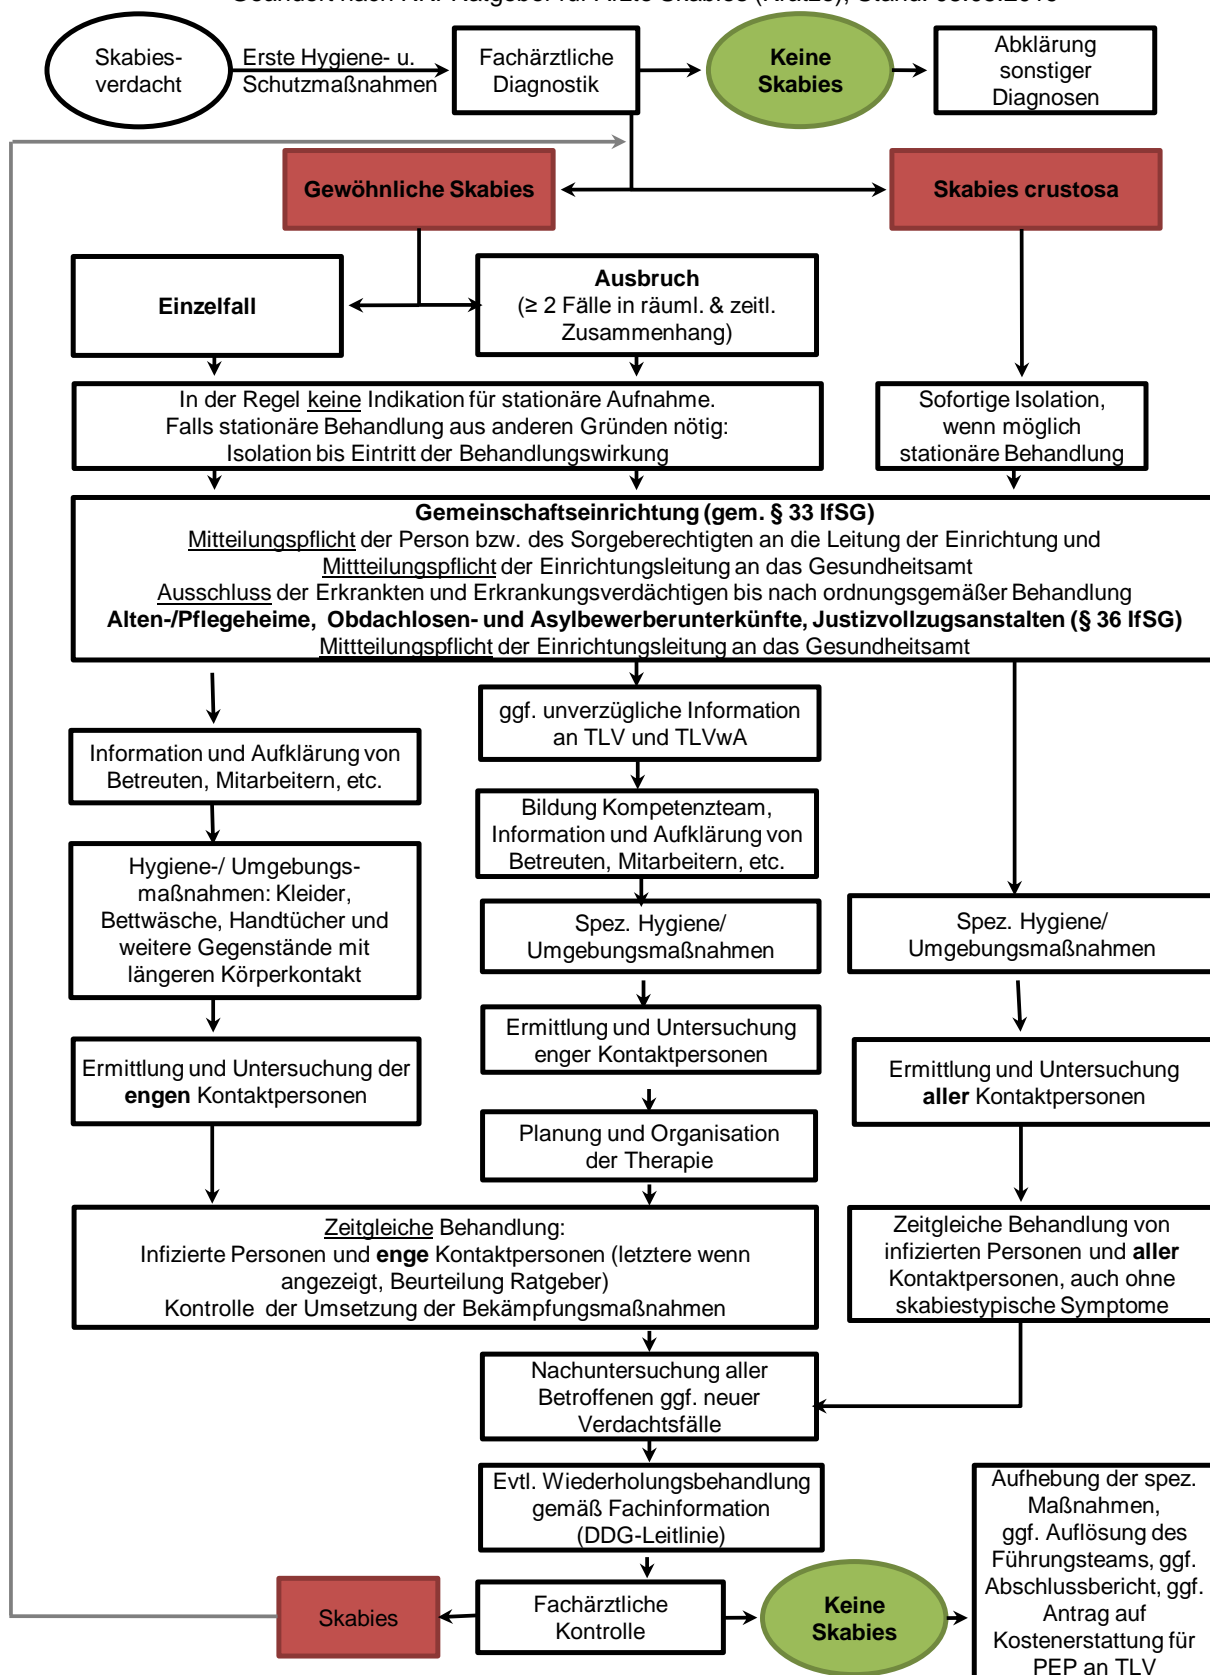 Geändert nach RKI-Ratgeber für Ärzte Skabies (Krätze), Stand:
Skabies-
verdacht
Erste Hygiene- u.
Schutzmaßnahmen
Fachärztliche
Diagnostik
Keine
Skabies
Abklärung
sonstiger
Diagnosen
Gewöhnliche Skabies
Skabies crustosa
Einzelfall
Ausbruch
(≥ 2 Fälle in räuml. & zeitl.
Zusammenhang)
In der Regel keine Indikation für stationäre Aufnahme.
Falls stationäre Behandlung aus anderen Gründen nötig:
Isolation bis Eintritt der Behandlungswirkung
Sofortige Isolation,
wenn möglich
stationäre Behandlung
Gemeinschaftseinrichtung (gem. § 33 IfSG)
Mitteilungspflicht der Person bzw. des Sorgeberechtigten an die Leitung der Einrichtung und
Mittteilungspflicht der Einrichtungsleitung an das Gesundheitsamt
Ausschluss der Erkrankten und Erkrankungsverdächtigen bis nach ordnungsgemäßer Behandlung
Alten-/Pflegeheime, Obdachlosen- und Asylbewerberunterkünfte, Justizvollzugsanstalten (§ 36 IfSG)
Mittteilungspflicht der Einrichtungsleitung an das Gesundheitsamt
Information und Aufklärung von
Betreuten, Mitarbeitern, etc.
Hygiene-/ Umgebungs-
maßnahmen: Kleider,
Bettwäsche, Handtücher und
weitere Gegenstände mit
längeren Körperkontakt
Ermittlung und Untersuchung der
engen Kontaktpersonen
ggf. unverzügliche Information
an TLV und TLVwA
Bildung Kompetenzteam,
Information und Aufklärung von
Betreuten, Mitarbeitern, etc.
Spez. Hygiene/
Umgebungsmaßnahmen
Ermittlung und Untersuchung
enger Kontaktpersonen
Planung und Organisation
der Therapie
Spez. Hygiene/
Umgebungsmaßnahmen
Ermittlung und Untersuchung
aller Kontaktpersonen
Zeitgleiche Behandlung:
Infizierte Personen und enge Kontaktpersonen (letztere wenn
angezeigt, Beurteilung Ratgeber)
Kontrolle der Umsetzung der Bekämpfungsmaßnahmen
Zeitgleiche Behandlung von
infizierten Personen und aller
Kontaktpersonen, auch ohne
skabiestypische Symptome
Nachuntersuchung aller
Betroffenen ggf. neuer
Verdachtsfälle
Evtl. Wiederholungsbehandlung
gemäß Fachinformation
(DDG-Leitlinie)
Fachärztliche
Kontrolle
Skabies
Keine
Skabies
Aufhebung der spez.
Maßnahmen,
ggf. Auflösung des
Führungsteams, ggf.
Abschlussbericht, ggf.
Antrag auf
Kostenerstattung für
PEP an TLV